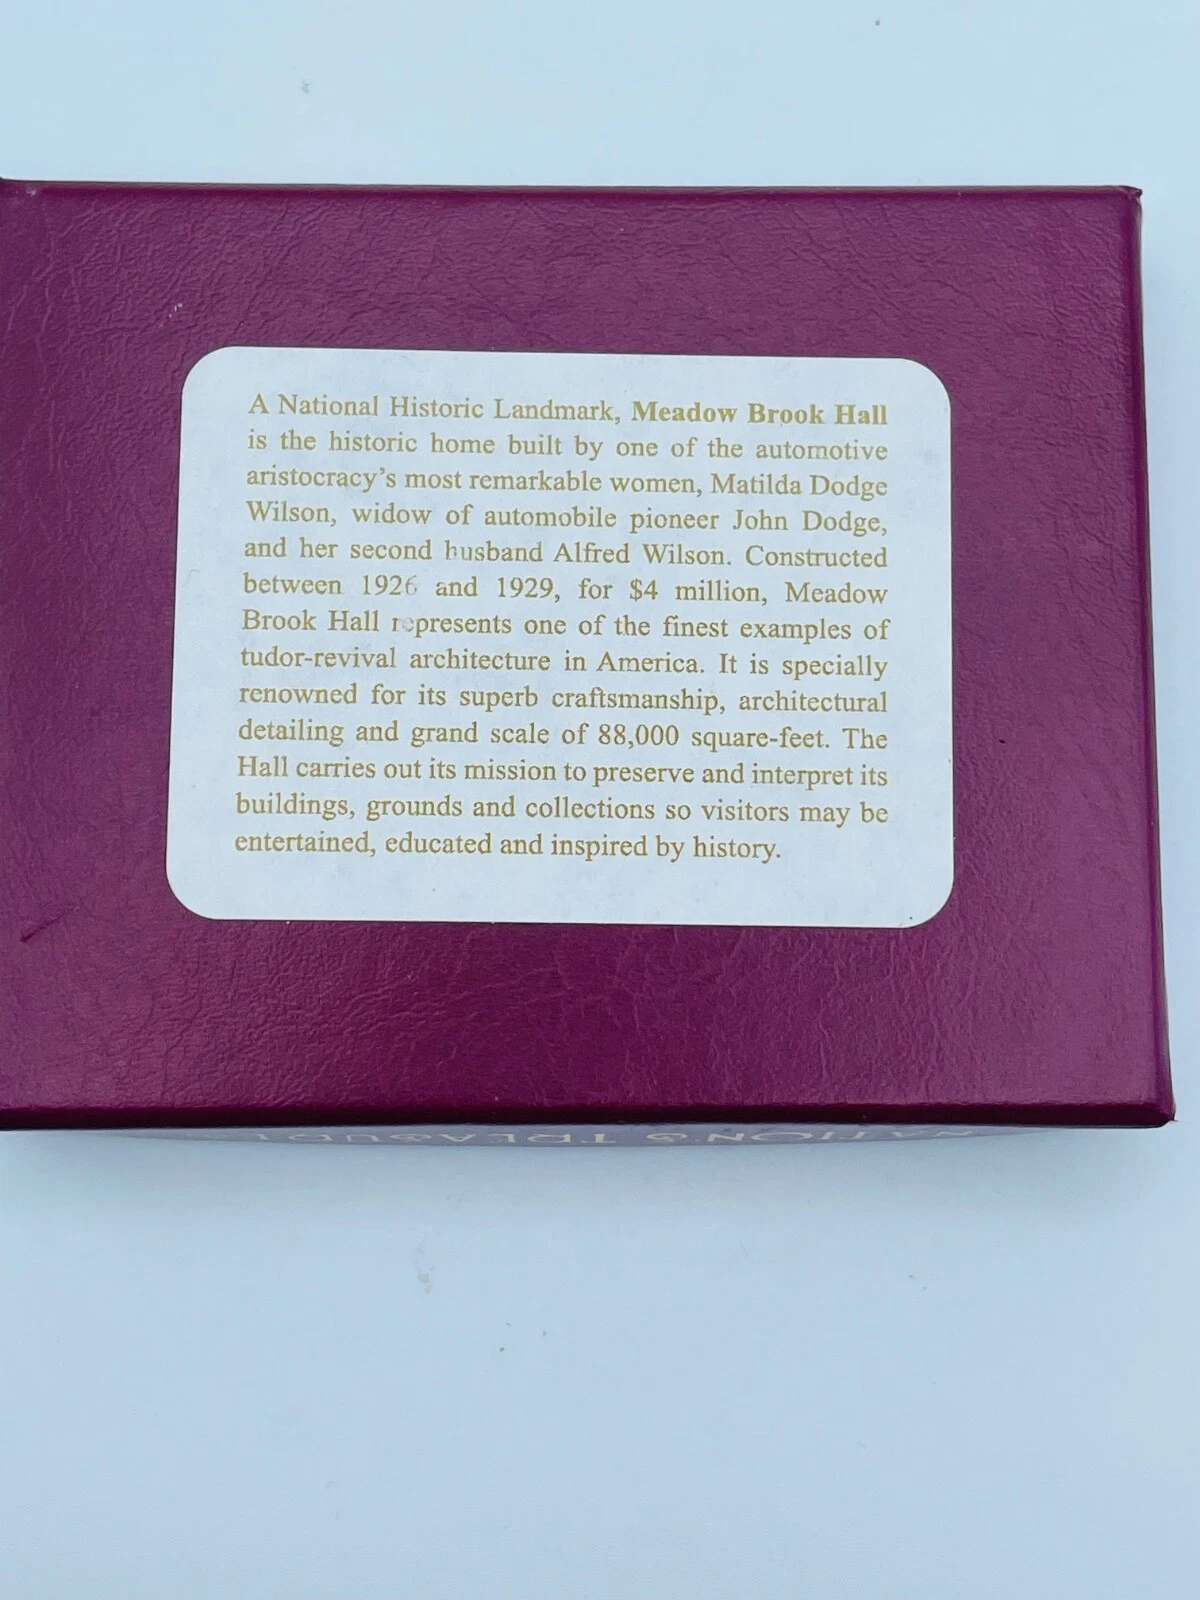 A National Historic Landmark, Meadow Brook Hall
is the historic home built by one of the automotive
aristocracy's most remarkable women, Matilda Dodge
Wilson, widow of automobile pioneer John Dodge,
and her second husband Alfred Wilson. Constructed
between 1926 and 1929, for $4 million, Meadow
Brook Hall represents one of the finest examples of
tudor-revival architecture in America. It is specially
renowned for its superb craftsmanship, architectural
detailing and grand scale of 88,000 square-feet. The
Hall carries out its mission to preserve and interpret its
buildings, grounds and collections so visitors may be
entertained, educated and inspired by history.